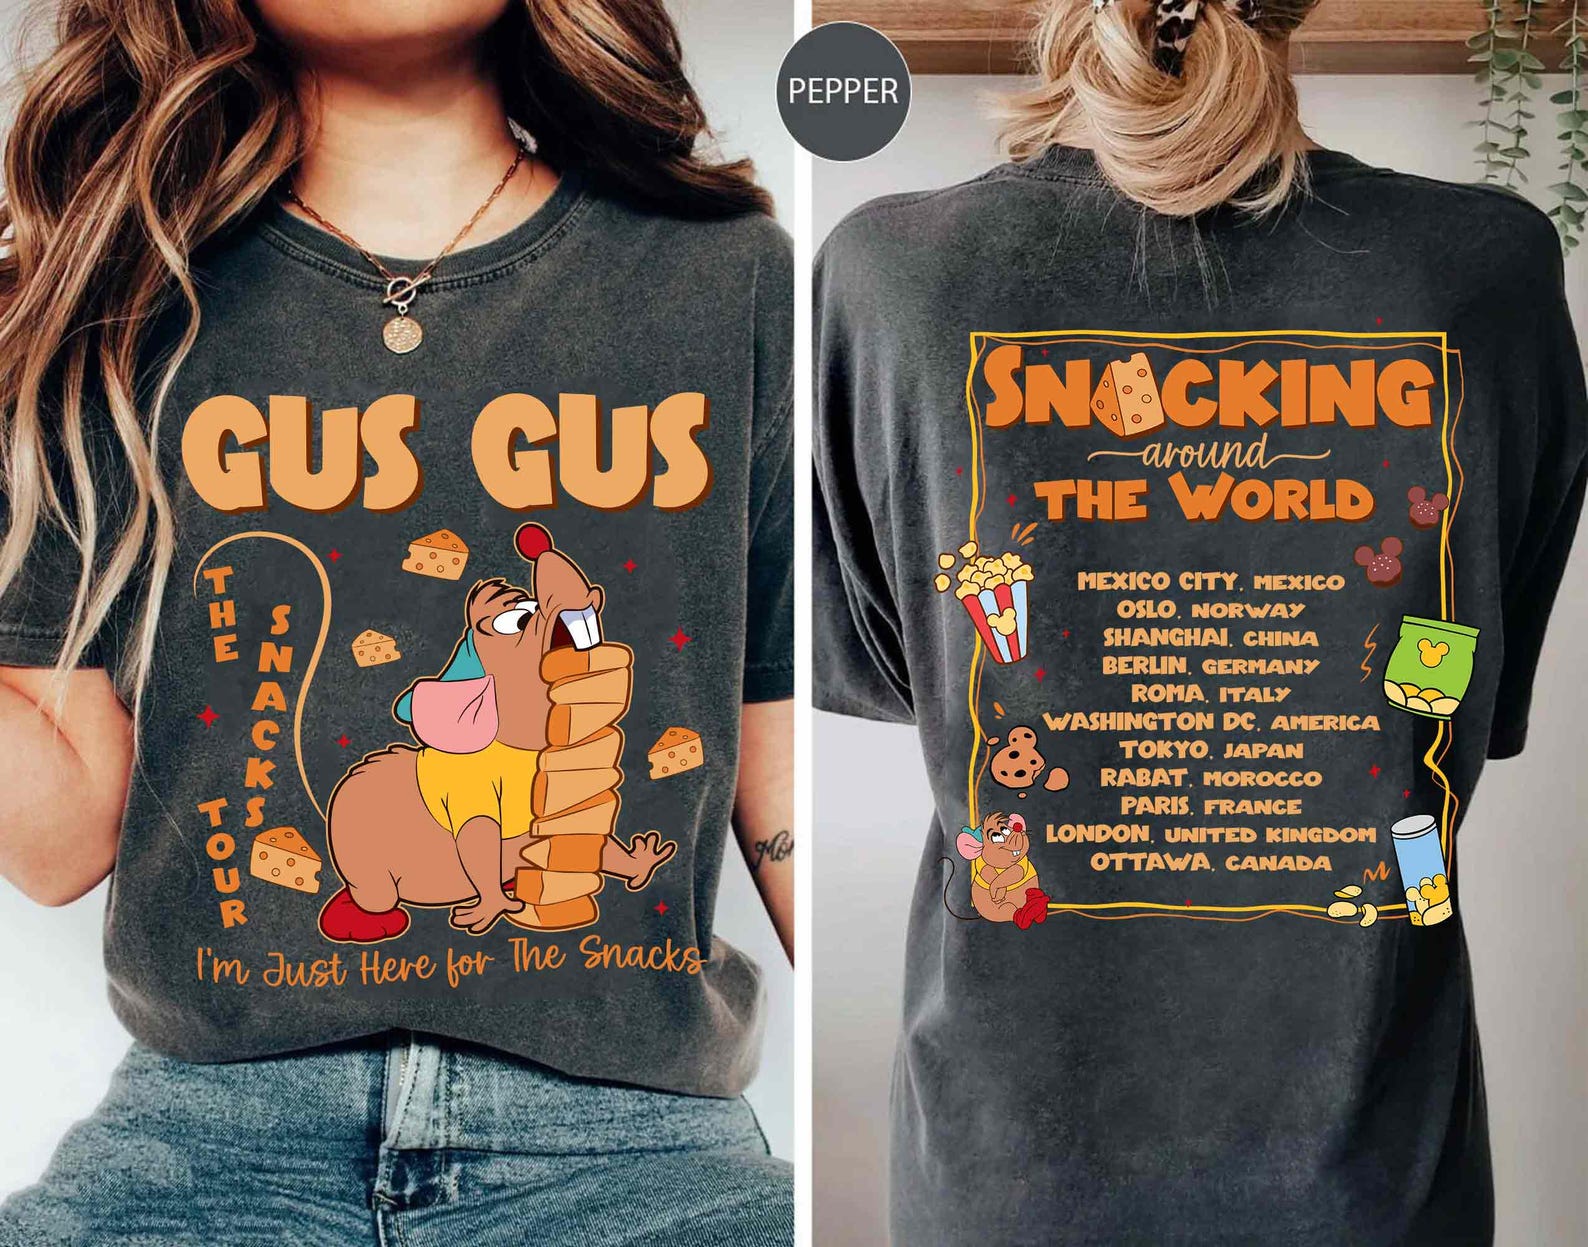 PEPPER
GUS GUS
THE
SNACKS
TOUR
I'm Just Here for The Snacks
SNACKING
around
THE WORLD
MEXICO CITY, MEXICO
OSLO, NORWAY
SHANGHAI, CHINA
BERLIN, GERMANY
ROMA, ITALY
WASHINGTON DC, AMERICA
TOKYO, JAPAN
RABAT, MOROCCO
PARIS, FRANCE
LONDON, UNITED KINGDOM
OTTAWA, CANADA